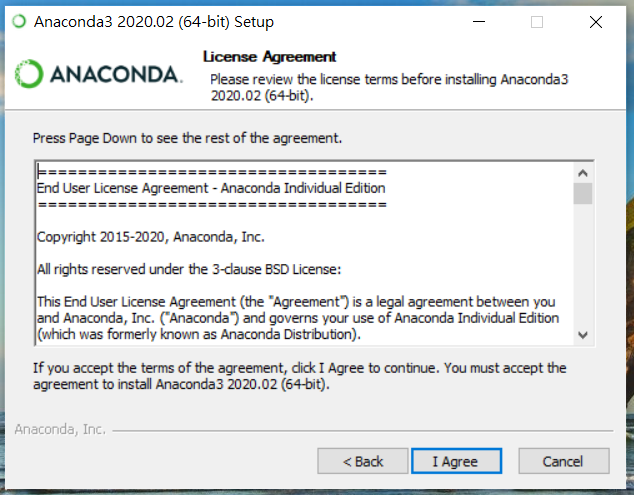 Anaconda3 2020.02 (64-bit) Setup
ANACONDA.
License Agreement
Please review the license terms before installing Anaconda3
2020.02 (64-bit).
Press Page Down to see the rest of the agreement.
===================================
End User License Agreement - Anaconda Individual Edition
===================================
Copyright 2015-2020, Anaconda, Inc.
All rights reserved under the 3-clause BSD License:
This End User License Agreement (the "Agreement") is a legal agreement between you
and Anaconda, Inc. ("Anaconda") and governs your use of Anaconda Individual Edition
(which was formerly known as Anaconda Distribution).
If you accept the terms of the agreement, click I Agree to continue. You must accept the
agreement to install Anaconda3 2020.02 (64-bit).
Anaconda, Inc.
< Back
I Agree
Cancel